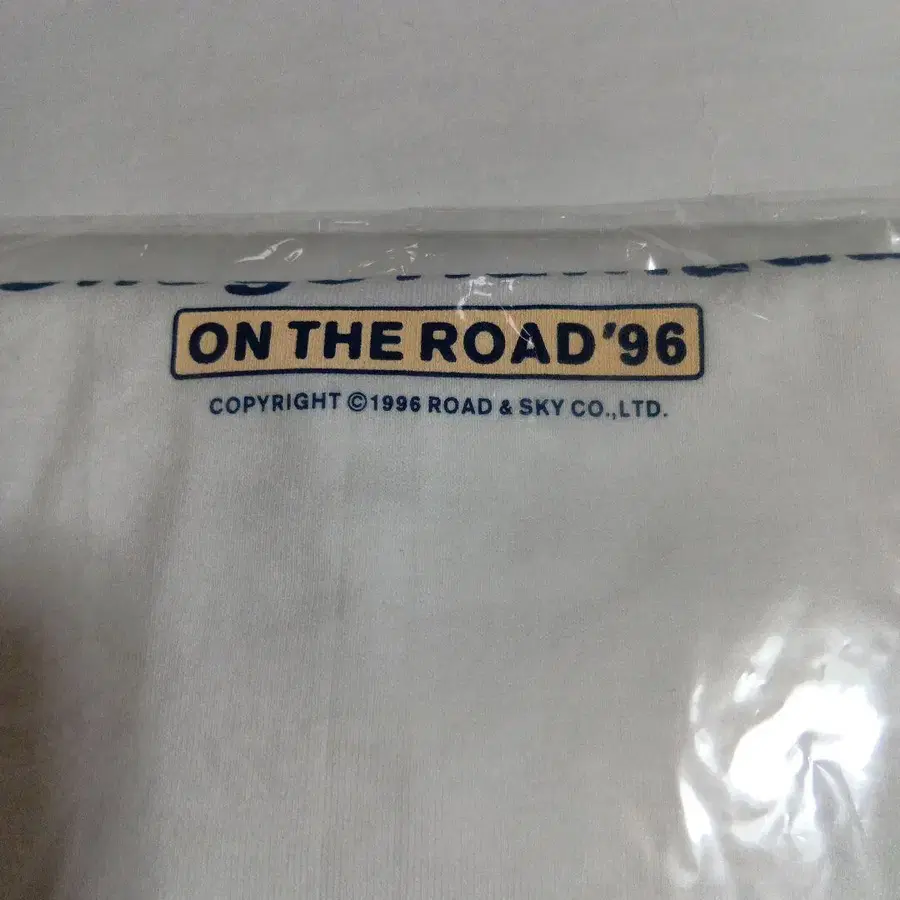 ON THE ROAD '96
COPYRIGHT ©1996 ROAD & SKY CO.,LTD.